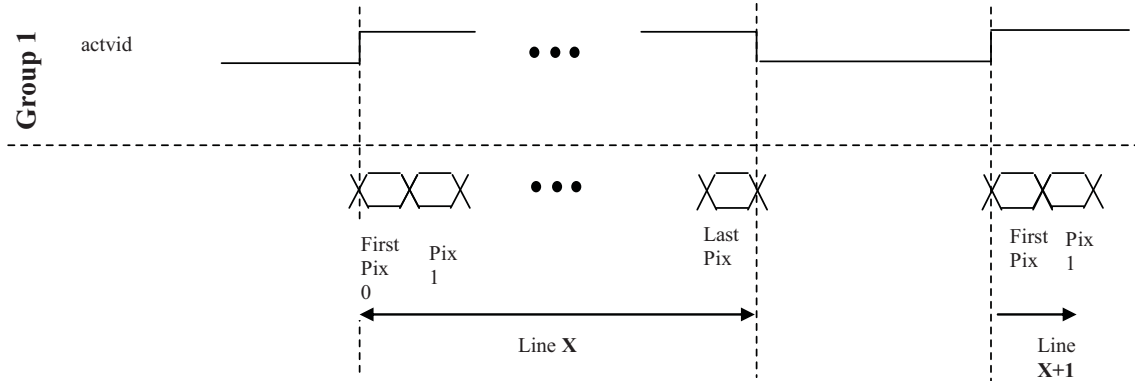 Group 1
actvid
First
Pix
0
Pix
1
Last
Pix
First
Pix
Pix
1
Line X
Line
X+1